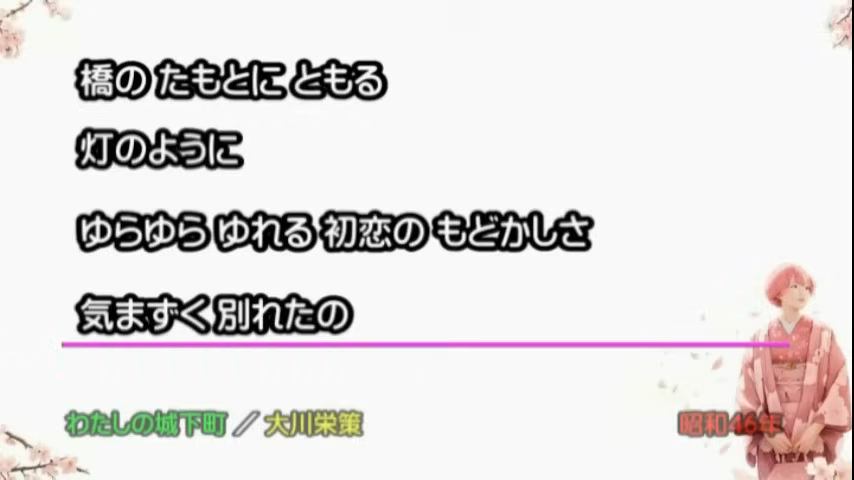 橋の たもとに ともる
灯のように
ゆらゆら ゆれる 初恋の もどかしさ
気まずく 別れたの
わたしの城下町 ／ 大川栄策 昭和46年